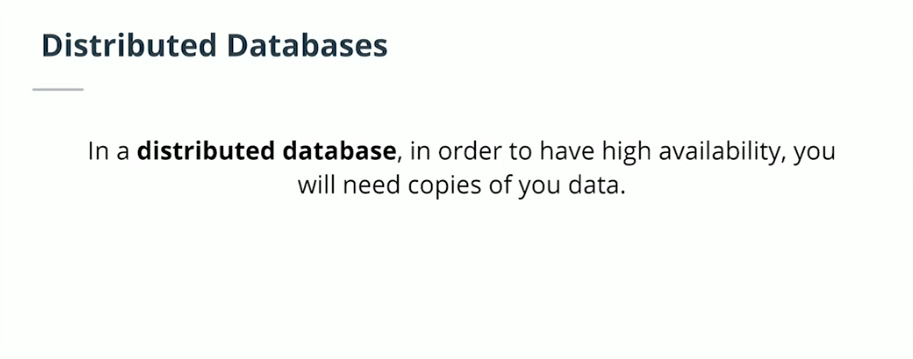 Distributed Databases
In a distributed database, in order to have high availability, you
will need copies of you data.